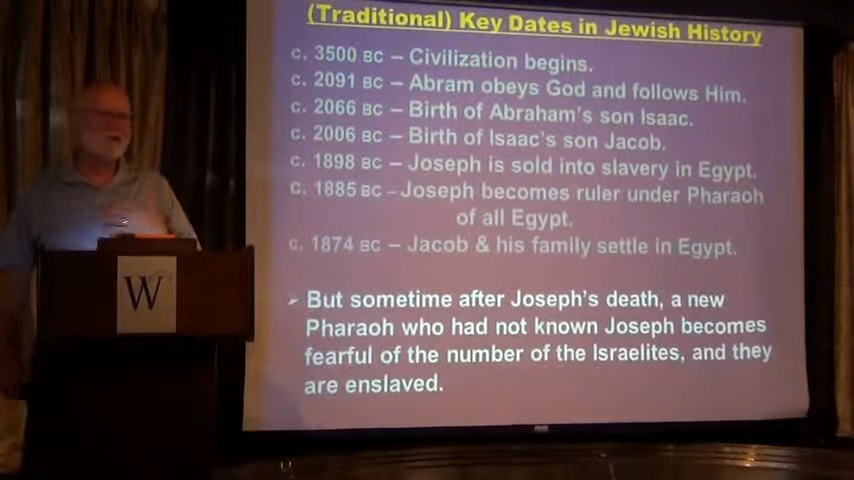 (Traditional) Key Dates in Jewish History
c. 3500 BC – Civilization begins.
c. 2091 BC – Abram obeys God and follows Him.
c. 2066 BC – Birth of Abraham's son Isaac.
c. 2006 BC – Birth of Isaac's son Jacob.
c. 1898 BC – Joseph is sold into slavery in Egypt.
c. 1885 BC – Joseph becomes ruler under Pharaoh
of all Egypt.
c. 1874 BC – Jacob & his family settle in Egypt.
➢ But sometime after Joseph's death, a new
Pharaoh who had not known Joseph becomes
fearful of the number of the Israelites, and they
are enslaved.
W